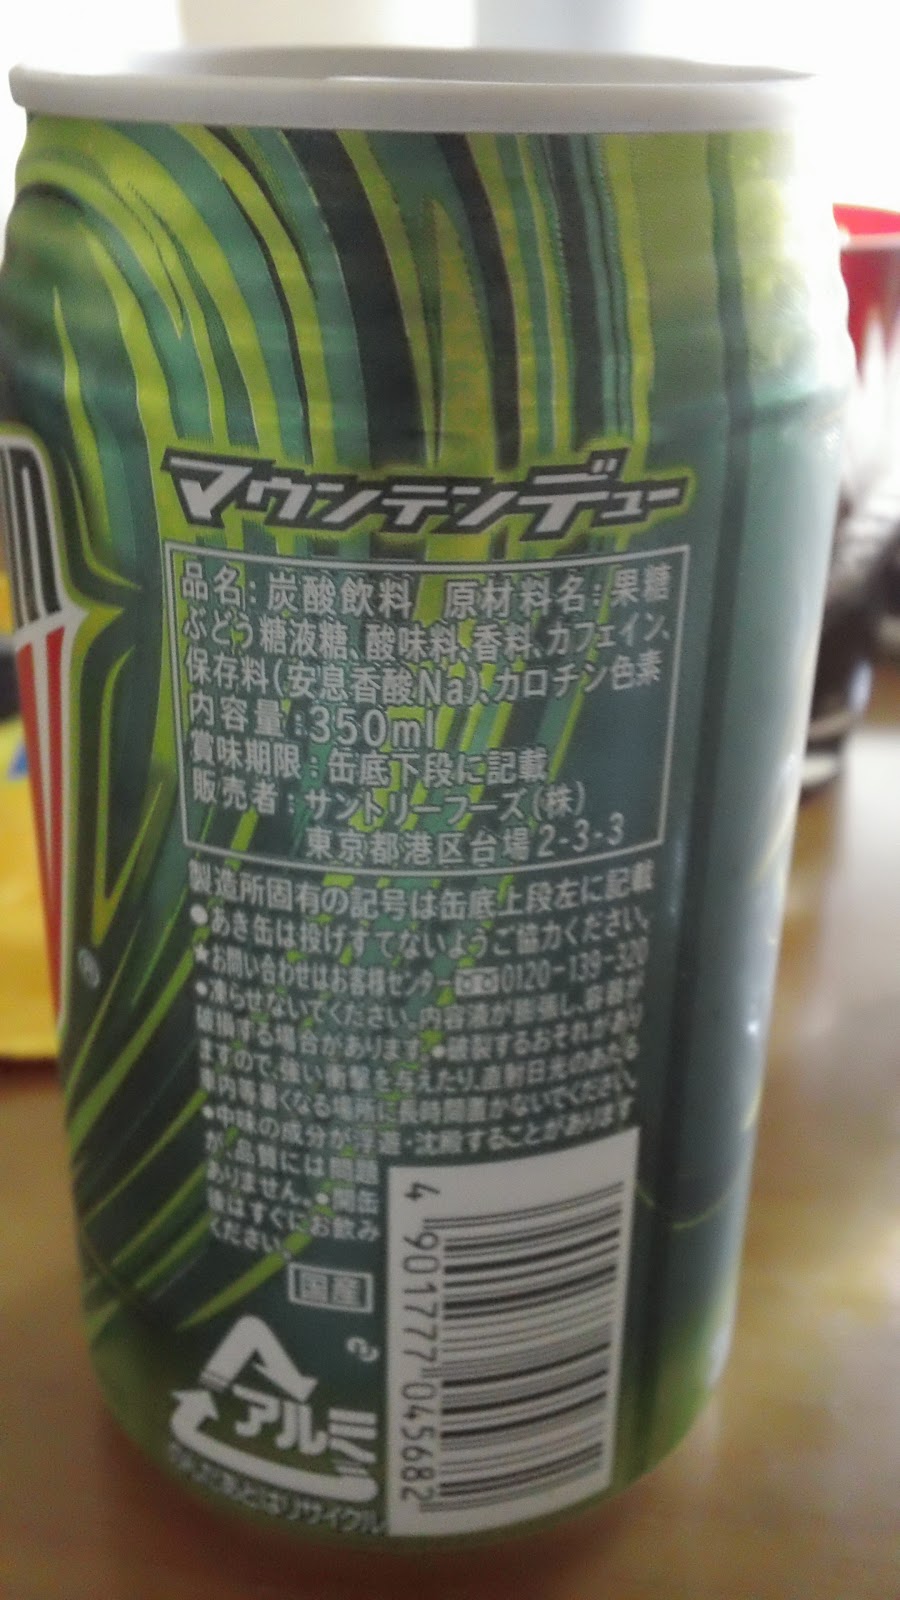 マウンテンデュー
品名：炭酸飲料 原材料名：果糖
ぶどう糖液糖、酸味料、香料、カフェイン、
保存料(安息香酸Na)、カロチン色素
内容量：350ml
賞味期限：缶底下段に記載
販売者：サントリーフーズ(株)
東京都港区台場2-3-3
製造所固有の記号は缶底上段左に記載
●あき缶は投げすてないようご協力ください。
★お問い合わせはお客様センター 0120-139-320
●凍らせないでください。内容液が膨張し、容器が
破損する場合があります。●破裂するおそれがあり
ますので、強い衝撃を与えたり、直射日光のあたる
車内等暑くなる場所に長時間置かないでください。
●中味の成分が浮遊・沈殿することがあります
が、品質には問題
ありません。●開缶
後はすぐにお飲み
ください。
国産
アルミ
のんだあとはリサイクル
4 901777 045682
®